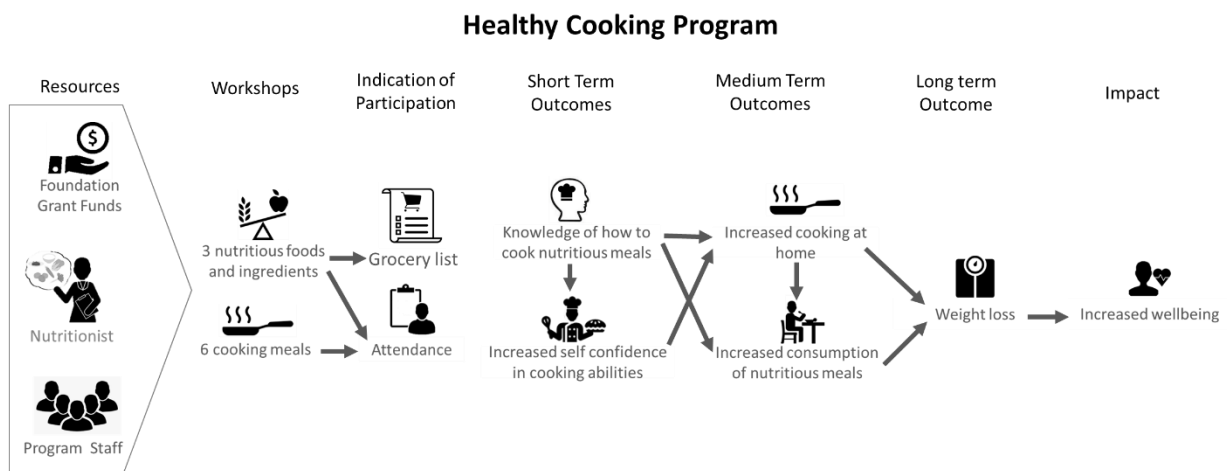 Healthy Cooking Program
Resources
Workshops
Indication of
Participation
Short Term
Outcomes
Medium Term
Outcomes
Long term
Outcome
Impact
$
Foundation
Grant Funds
Nutritionist
Program Staff
3 nutritious foods
and ingredients
6 cooking meals
Grocery list
Attendance
Knowledge of how to
cook nutritious meals
Increased self confidence
in cooking abilities
Increased cooking at
home
Increased consumption
of nutritious meals
Weight loss
Increased wellbeing